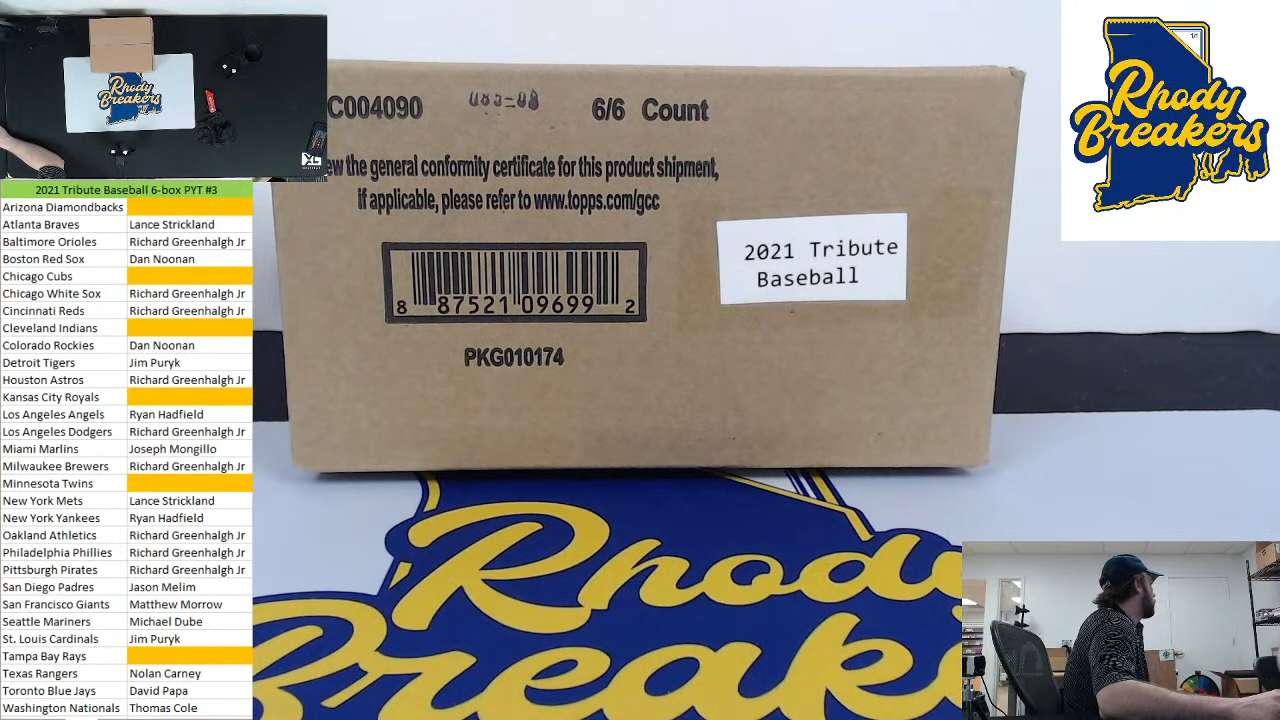 Rhody
Breakers
2021 Tribute Baseball 6-box PYT #3
Arizona Diamondbacks
Atlanta Braves Lance Strickland
Baltimore Orioles Richard Greenhalgh Jr
Boston Red Sox Dan Noonan
Chicago Cubs
Chicago White Sox Richard Greenhalgh Jr
Cincinnati Reds Richard Greenhalgh Jr
Cleveland Indians
Colorado Rockies Dan Noonan
Detroit Tigers Jim Puryk
Houston Astros Richard Greenhalgh Jr
Kansas City Royals
Los Angeles Angels Ryan Hadfield
Los Angeles Dodgers Richard Greenhalgh Jr
Miami Marlins Joseph Mongillo
Milwaukee Brewers Richard Greenhalgh Jr
Minnesota Twins
New York Mets Lance Strickland
New York Yankees Ryan Hadfield
Oakland Athletics Richard Greenhalgh Jr
Philadelphia Phillies Richard Greenhalgh Jr
Pittsburgh Pirates Richard Greenhalgh Jr
San Diego Padres Jason Melim
San Francisco Giants Matthew Morrow
Seattle Mariners Michael Dube
St. Louis Cardinals Jim Puryk
Tampa Bay Rays
Texas Rangers Nolan Carney
Toronto Blue Jays David Papa
Washington Nationals Thomas Cole
C004090 6/6 Count
the general conformity certificate for this product shipment,
if applicable, please refer to www.topps.com/gcc
8 87521 09699 2
PKG010174
2021 Tribute
Baseball
Rhody
Breakers
1/1
Rhody
Breake